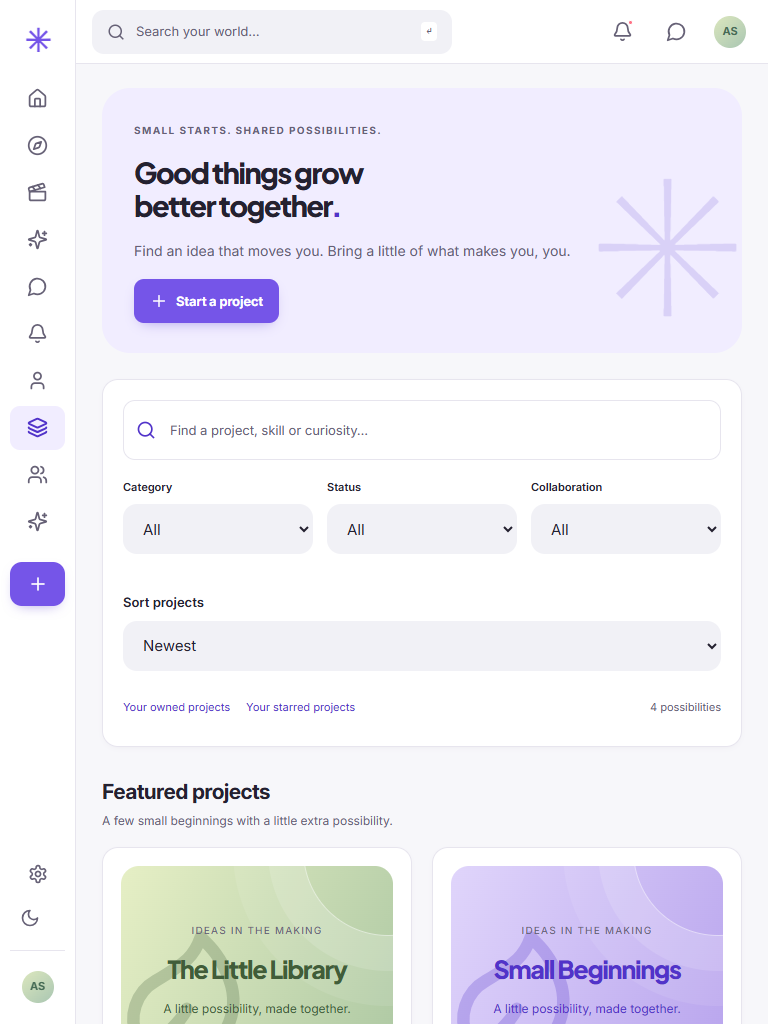 Search your world...
AS
SMALL STARTS. SHARED POSSIBILITIES.
Good things grow
better together.
Find an idea that moves you. Bring a little of what makes you, you.
Start a project
Find a project, skill or curiosity...
Category
Status
Collaboration
All
All
All
Sort projects
Newest
Your owned projects
Your starred projects
4 possibilities
Featured projects
A few small beginnings with a little extra possibility.
IDEAS IN THE MAKING
The Little Library
A little possibility, made together.
IDEAS IN THE MAKING
Small Beginnings
A little possibility, made together.
AS